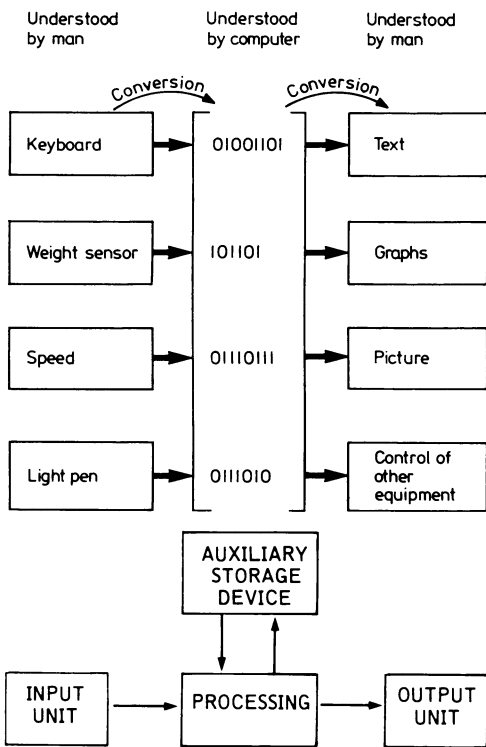 Understood
by man
Understood
by computer
Understood
by man
Conversion
Conversion
Keyboard
01001101
Text
Weight sensor
101101
Graphs
Speed
01110111
Picture
Light pen
0111010
Control of
other
equipment
AUXILIARY
STORAGE
DEVICE
INPUT
UNIT
PROCESSING
OUTPUT
UNIT